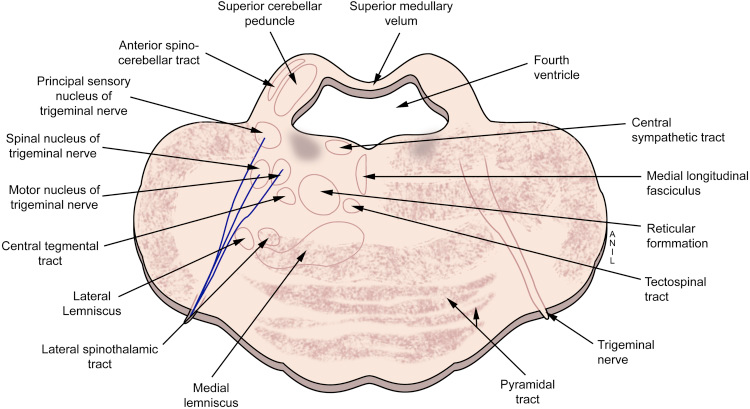 Superior cerebellar
peduncle
Superior medullary
velum
Anterior spino-
cerebellar tract
Fourth
ventricle
Principal sensory
nucleus of
trigeminal nerve
Central
sympathetic tract
Spinal nucleus of
trigeminal nerve
Medial longitudinal
fasciculus
Motor nucleus of
trigeminal nerve
Reticular
formation
ANIL
Central tegmental
tract
Tectospinal
tract
Lateral
Lemniscus
Trigeminal
nerve
Lateral spinothalamic
tract
Medial
lemniscus
Pyramidal
tract